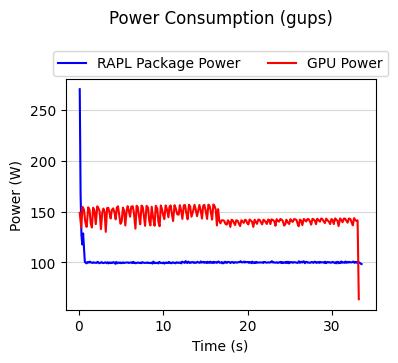 Power Consumption (gups)
RAPL Package Power
GPU Power
Power (W)
250
200
150
100
0
10
20
30
Time (s)